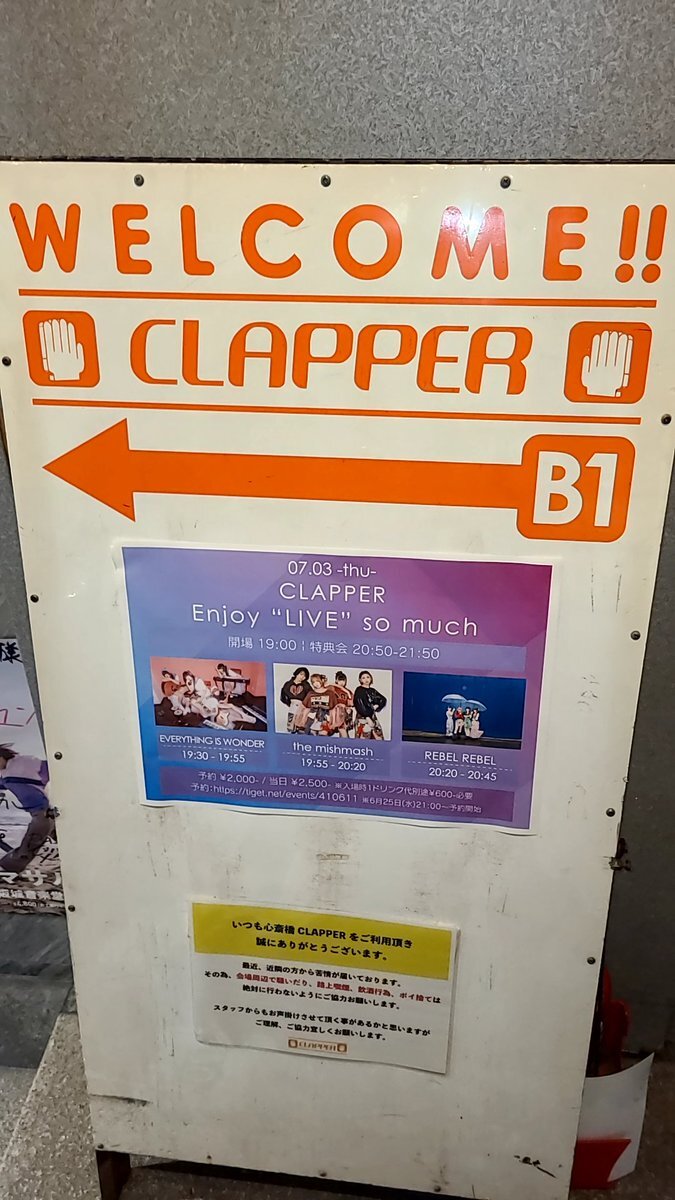 WELCOME!!
CLAPPER
B1
07.03 -thu-
CLAPPER
Enjoy “LIVE” so much
開場 19:00 ¦ 特典会 20:50-21:50
EVERYTHING IS WONDER
19:30 - 19:55
the mishmash
19:55 - 20:20
REBEL REBEL
20:20 - 20:45
予約 ¥2,000- / 当日 ¥2,500- ※入場時1ドリンク代別途¥600-必要
予約：https://tiget.net/events/410611 ※6月25日(水)21:00〜予約開始
いつも心斎橋 CLAPPER をご利用頂き
誠にありがとうございます。
最近、近隣の方から苦情が届いております。
その為、会場周辺で騒いだり、路上喫煙、飲酒行為、ポイ捨ては
絶対に行わないようにご協力お願いします。
スタッフからもお声掛けさせて頂く事があるかと思いますが
ご理解、ご協力宜しくお願いします。
CLAPPER
様
ン
マサ